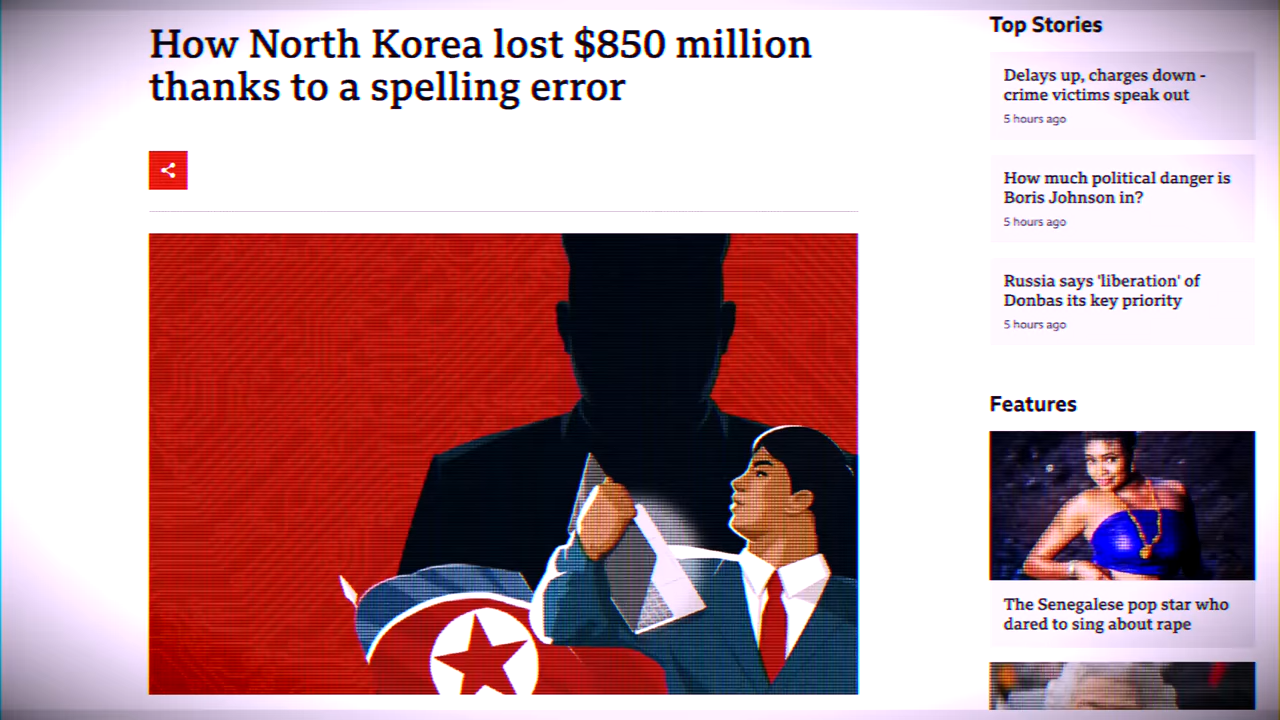 How North Korea lost $850 million
thanks to a spelling error
Top Stories
Delays up, charges down -
crime victims speak out
5 hours ago
How much political danger is
Boris Johnson in?
5 hours ago
Russia says 'liberation' of
Donbas its key priority
5 hours ago
Features
The Senegalese pop star who
dared to sing about rape